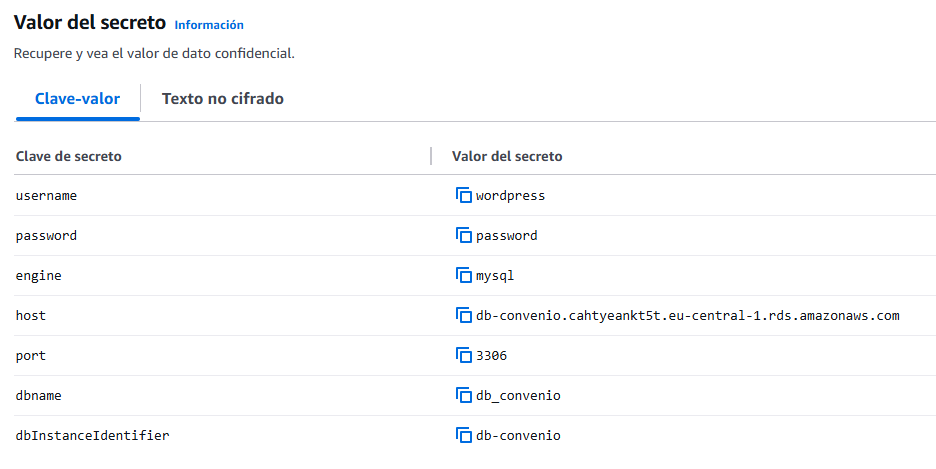 Valor del secreto Información
Recupere y vea el valor de dato confidencial.
Clave-valor Texto no cifrado
Clave de secreto Valor del secreto
username wordpress
password password
engine mysql
host db-convenio.cahtyeankt5t.eu-central-1.rds.amazonaws.com
port 3306
dbname db_convenio
dbInstanceIdentifier db-convenio